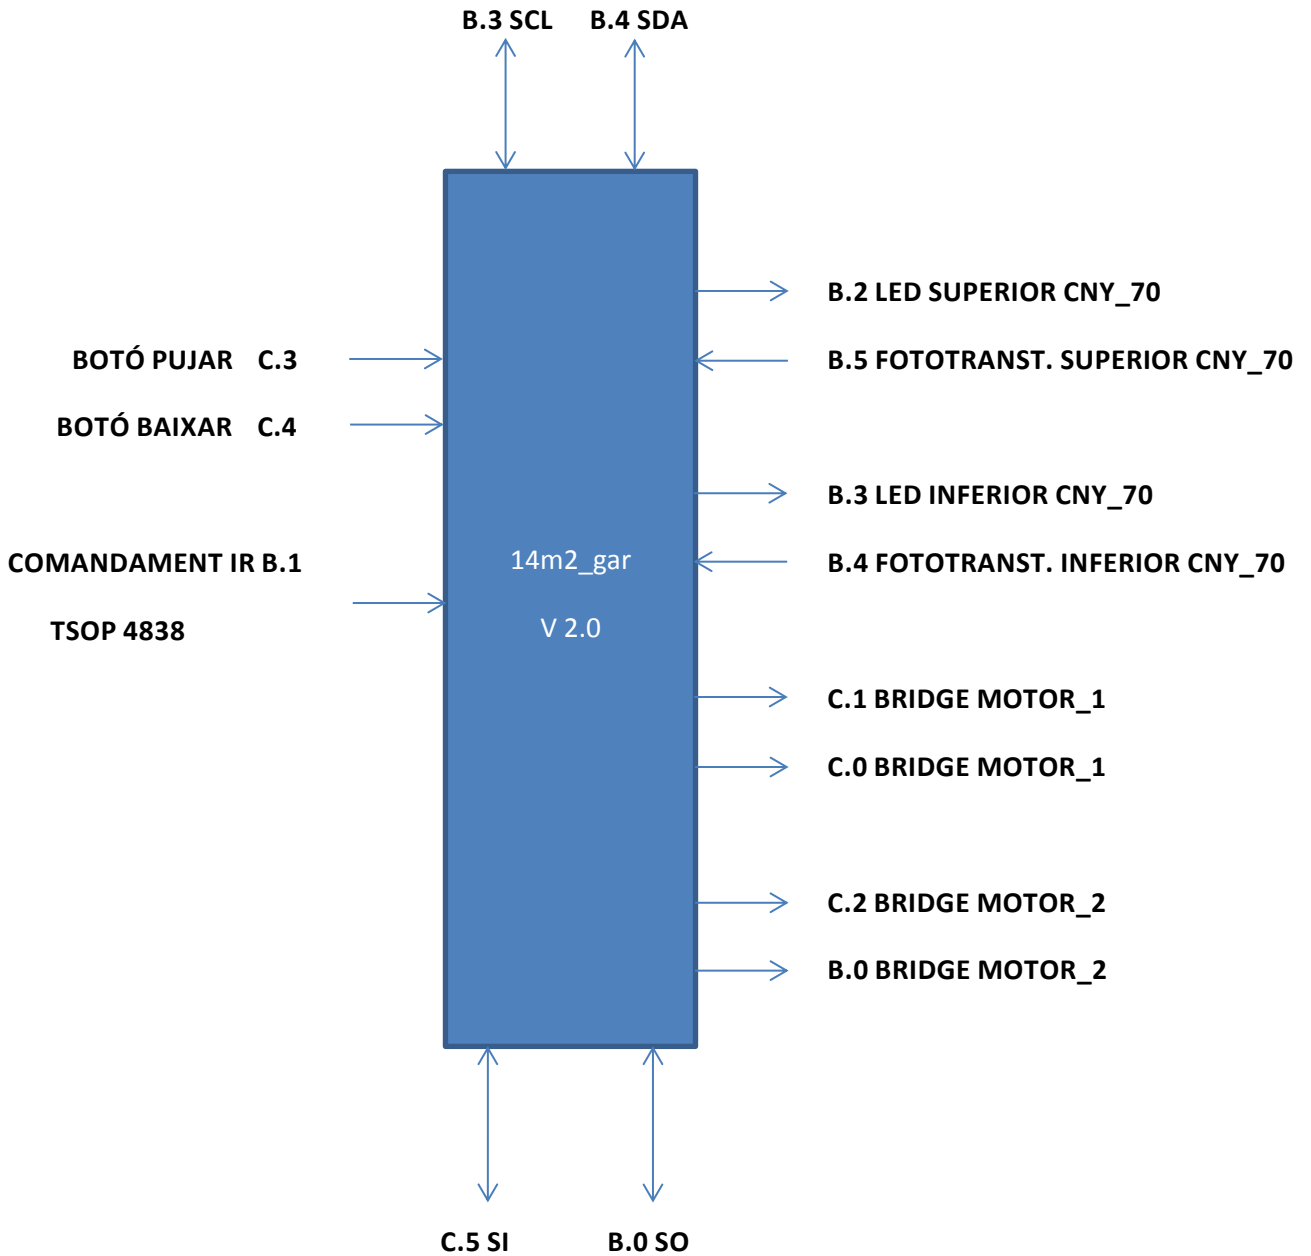 B.3 SCL B.4 SDA
B.2 LED SUPERIOR CNY_70
BOTÓ PUJAR C.3
B.5 FOTOTRANST. SUPERIOR CNY_70
BOTÓ BAIXAR C.4
B.3 LED INFERIOR CNY_70
COMANDAMENT IR B.1
14m2_gar
B.4 FOTOTRANST. INFERIOR CNY_70
TSOP 4838
V 2.0
C.1 BRIDGE MOTOR_1
C.0 BRIDGE MOTOR_1
C.2 BRIDGE MOTOR_2
B.0 BRIDGE MOTOR_2
C.5 SI B.0 SO